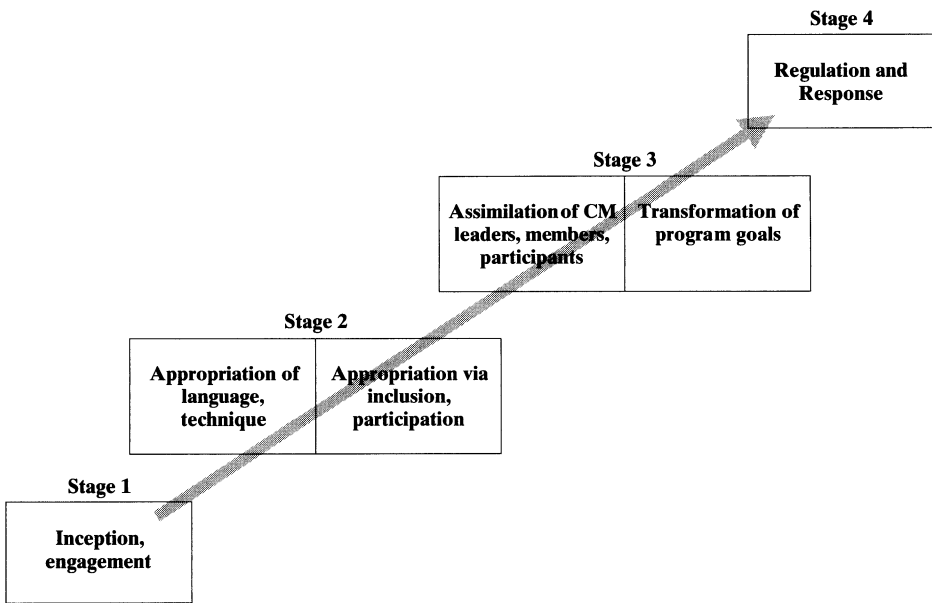 Stage 4
Regulation and
Response
Stage 3
Assimilation of CM
leaders, members,
participants
Transformation of
program goals
Stage 2
Appropriation of
language,
technique
Appropriation via
inclusion,
participation
Stage 1
Inception,
engagement